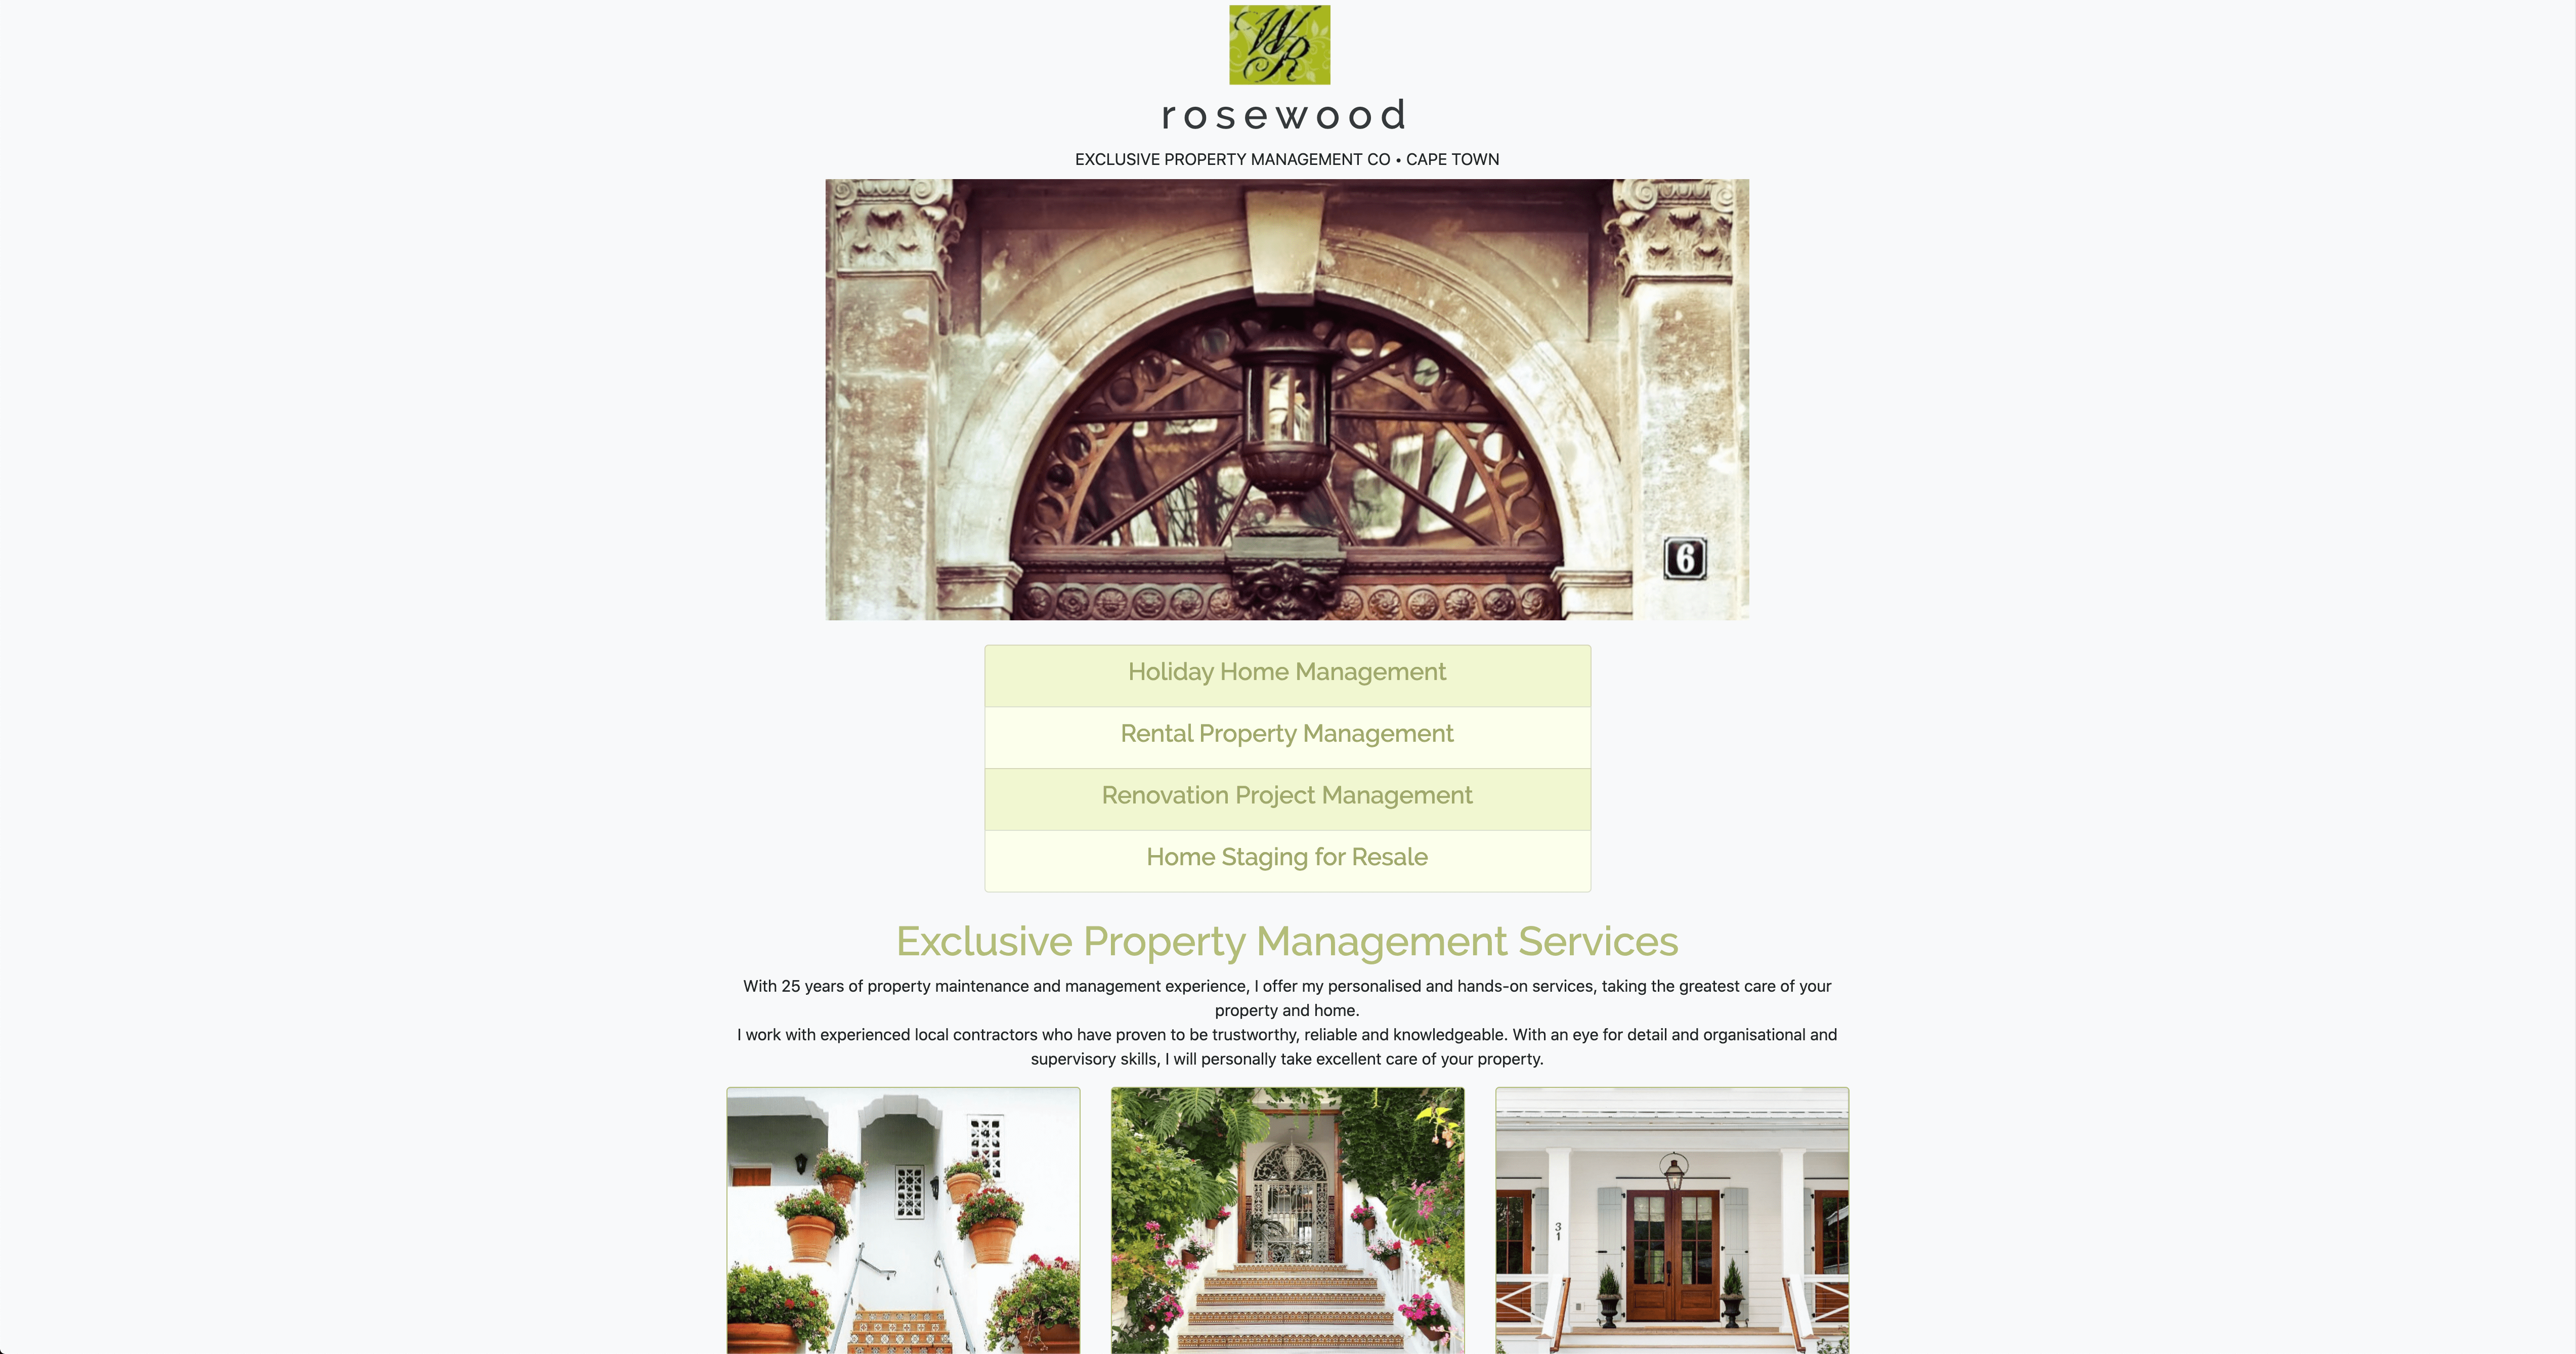 WR
rosewood
EXCLUSIVE PROPERTY MANAGEMENT CO • CAPE TOWN
6
Holiday Home Management
Rental Property Management
Renovation Project Management
Home Staging for Resale
Exclusive Property Management Services
With 25 years of property maintenance and management experience, I offer my personalised and hands-on services, taking the greatest care of your
property and home.
I work with experienced local contractors who have proven to be trustworthy, reliable and knowledgeable. With an eye for detail and organisational and
supervisory skills, I will personally take excellent care of your property.
3
1